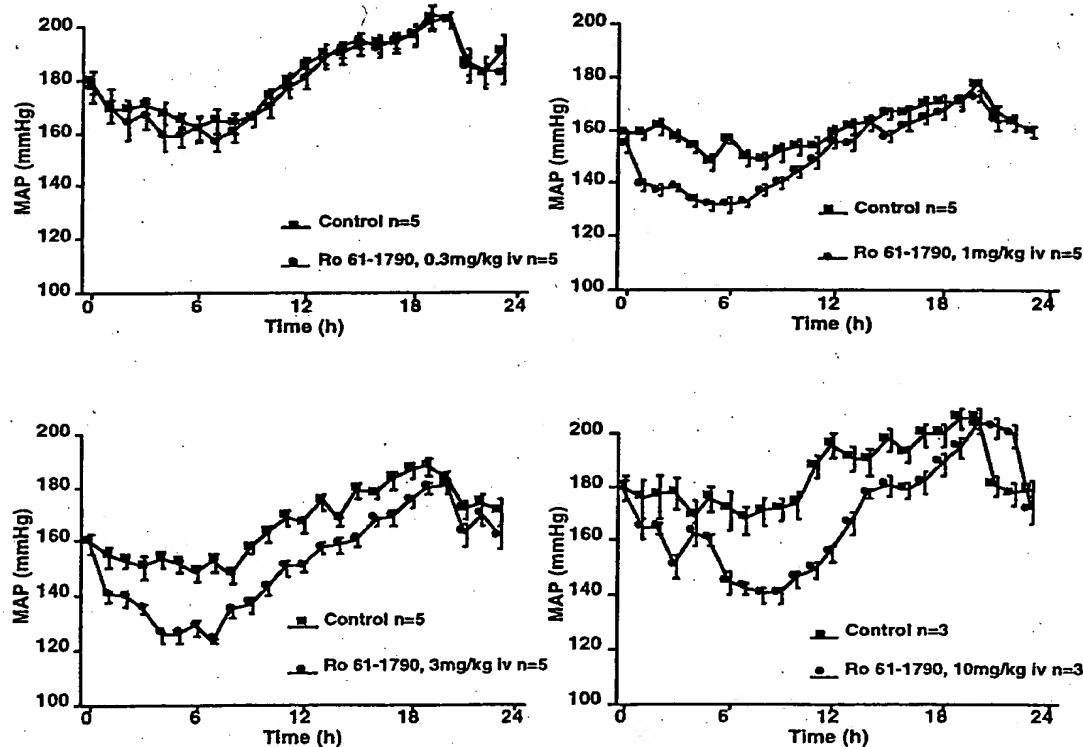 200
180
160
140
120
100
MAP (mmHg)
Control n=5
Ro 61-1790, 0.3mg/kg iv n=5
0 6 12 18 24
Time (h)
200
180
160
140
120
100
MAP (mmHg)
Control n=5
Ro 61-1790, 1mg/kg iv n=5
0 6 12 18 24
Time (h)
200
180
160
140
120
100
MAP (mmHg)
Control n=5
Ro 61-1790, 3mg/kg iv n=5
0 6 12 18 24
Time (h)
200
180
160
140
120
100
MAP (mmHg)
Control n=3
Ro 61-1790, 10mg/kg iv n=3
0 6 12 18 24
Time (h)